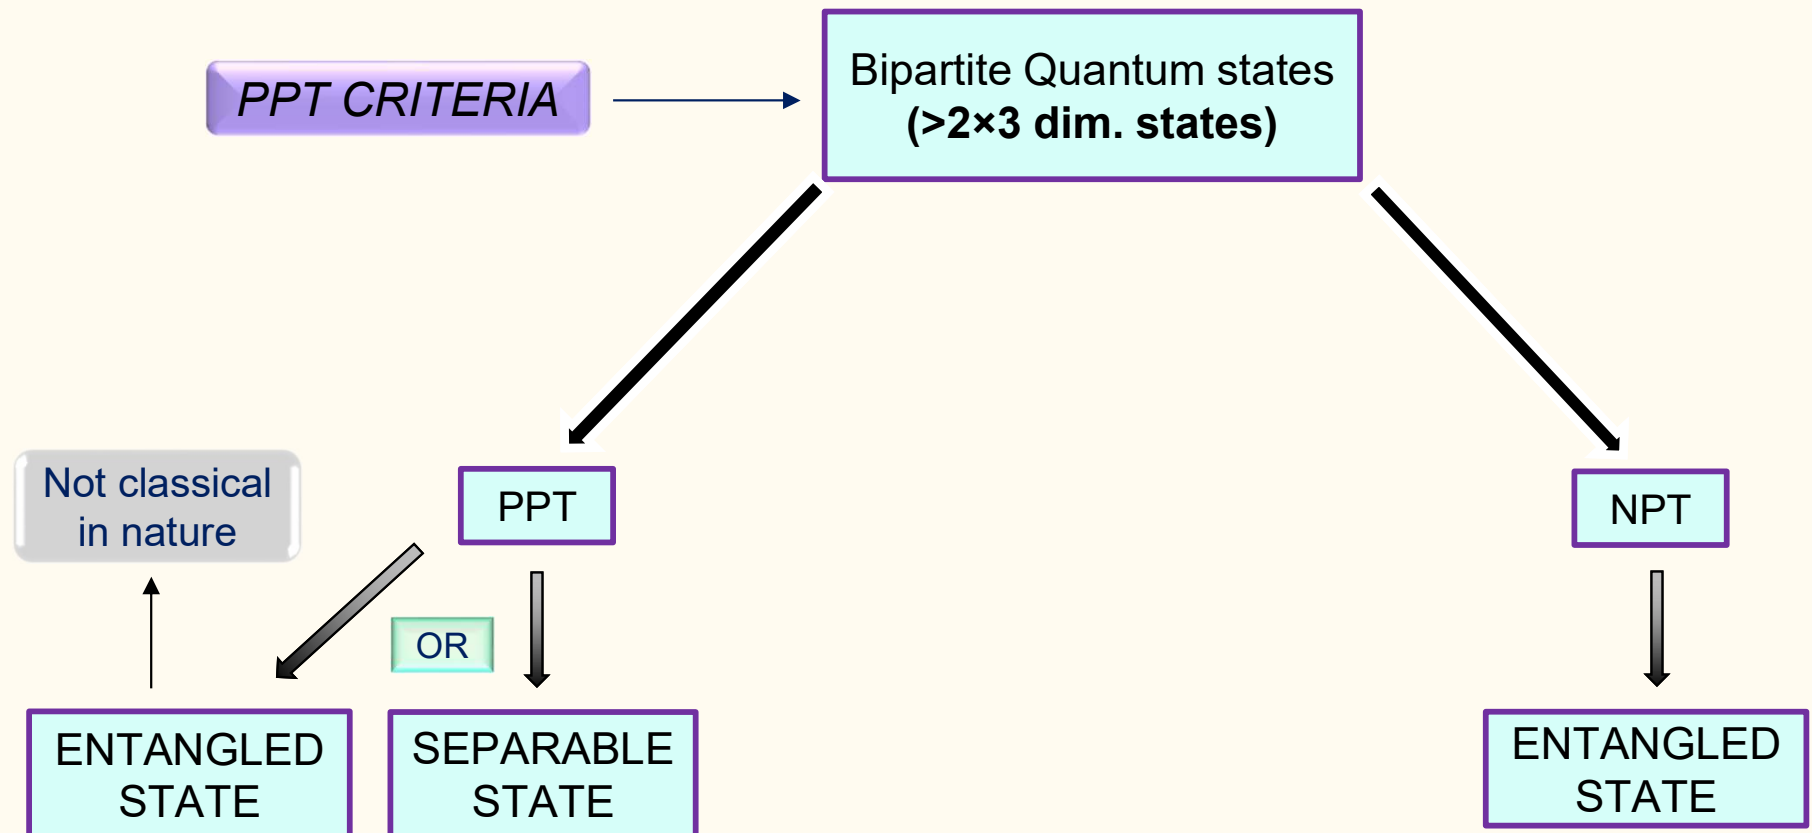 PPT CRITERIA
Bipartite Quantum states
(>2×3 dim. states)
Not classical
in nature
PPT
NPT
OR
ENTANGLED
STATE
SEPARABLE
STATE
ENTANGLED
STATE